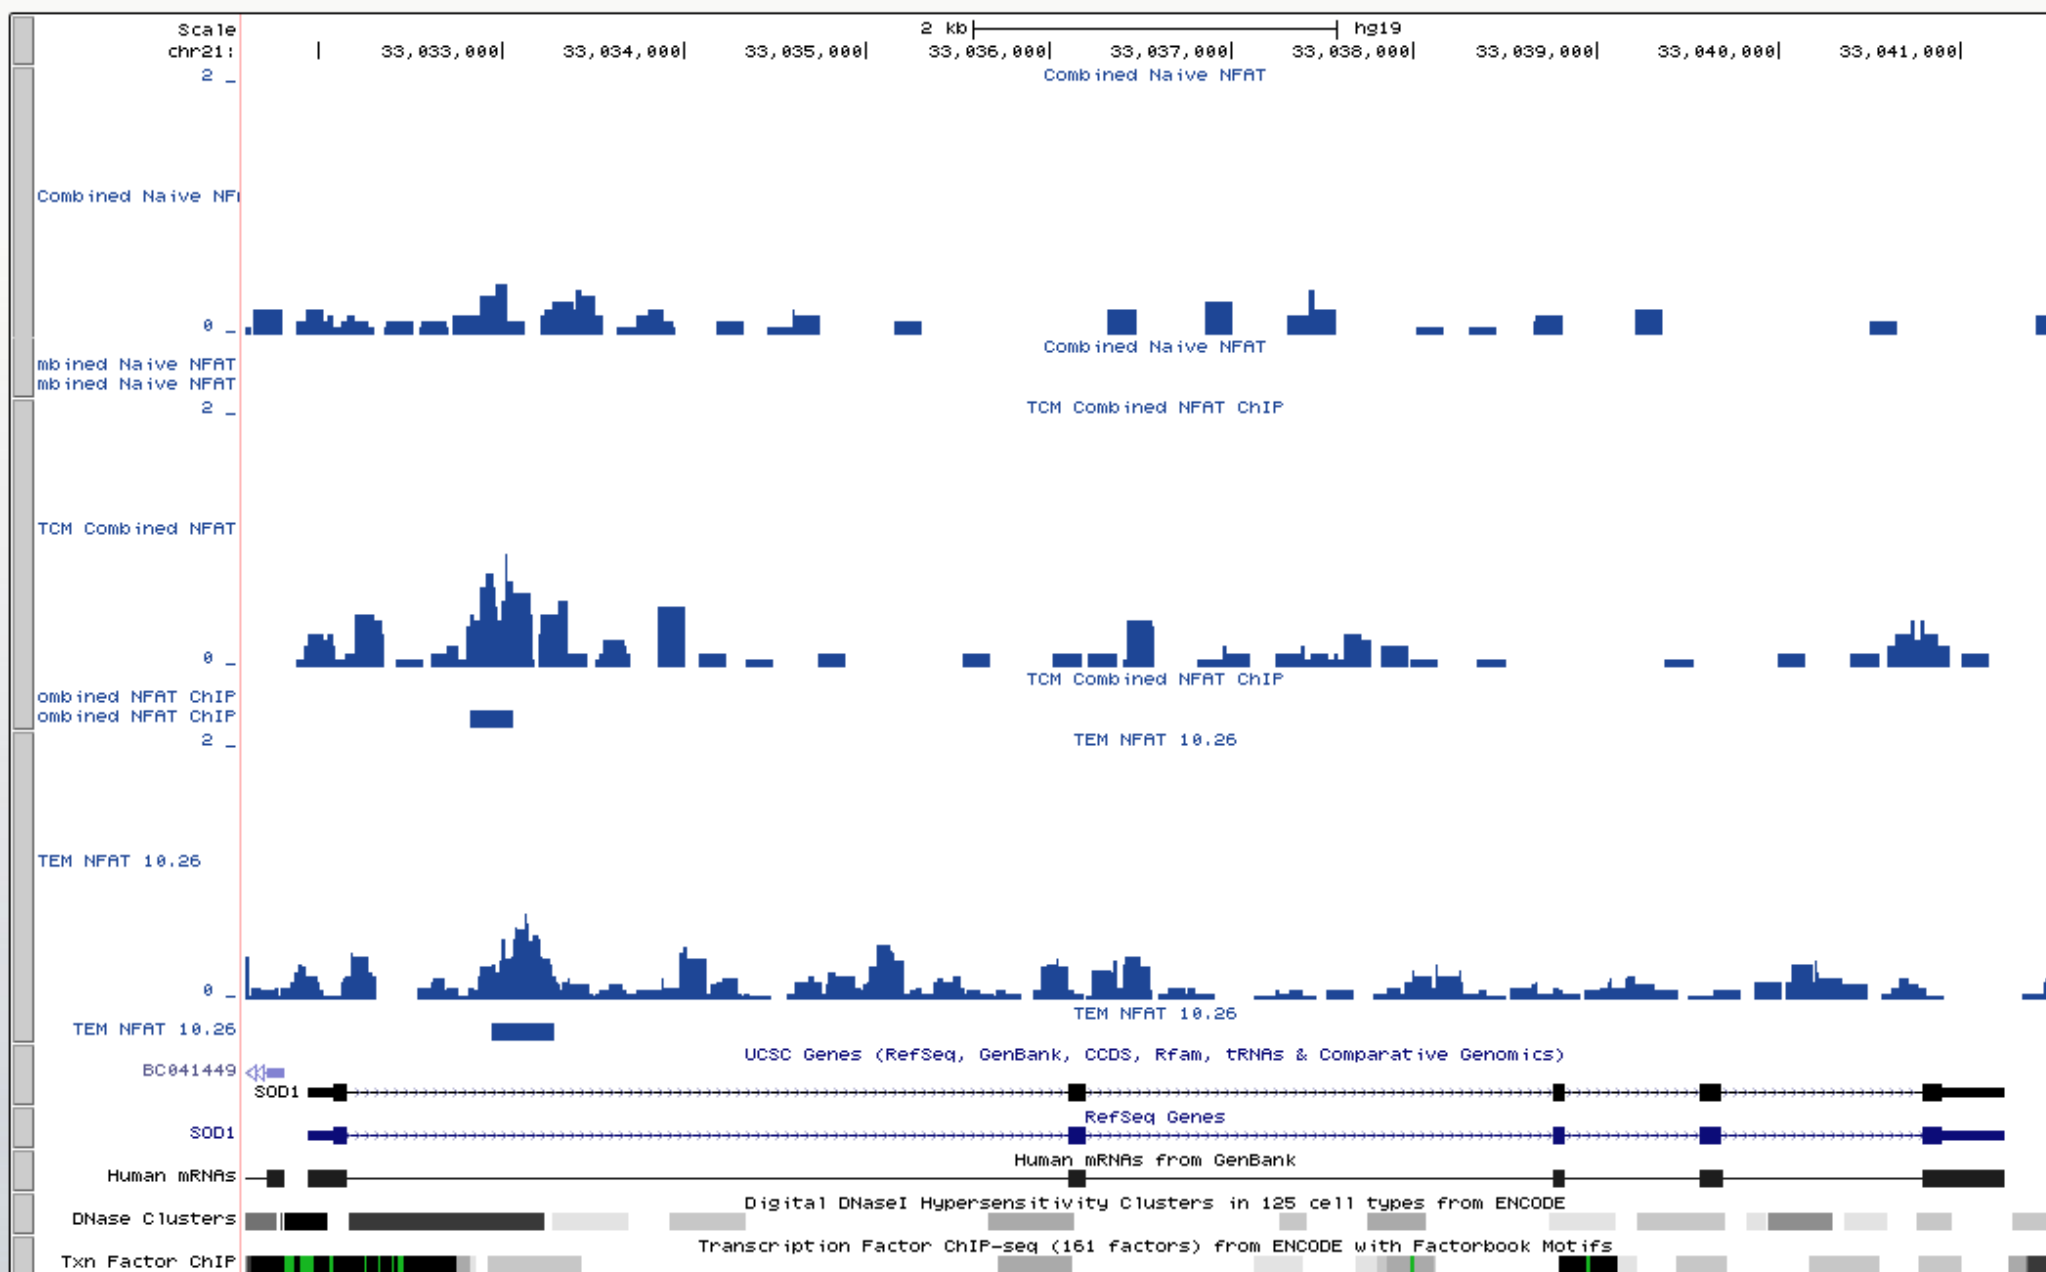 Scale 2 kb hg19
chr21: 33,033,000 33,034,000 33,035,000 33,036,000 33,037,000 33,038,000 33,039,000 33,040,000 33,041,000
2 _ Combined Naive NFAT
Combined Naive NF
0 _
Combined Naive NFAT
mbined Naive NFAT
mbined Naive NFAT
2 _ TCM Combined NFAT ChIP
TCM Combined NFAT
0 _
TCM Combined NFAT ChIP
ombined NFAT ChIP
ombined NFAT ChIP
2 _ TEM NFAT 10.26
TEM NFAT 10.26
0 _
TEM NFAT 10.26
TEM NFAT 10.26
UCSC Genes (RefSeq, GenBank, CCDS, Rfam, tRNAs & Comparative Genomics)
BC041449
SOD1
RefSeq Genes
SOD1
Human mRNAs from GenBank
Human mRNAs
Digital DNaseI Hypersensitivity Clusters in 125 cell types from ENCODE
DNase Clusters
Transcription Factor ChIP-seq (161 factors) from ENCODE with Factorbook Motifs
Txn Factor ChIP